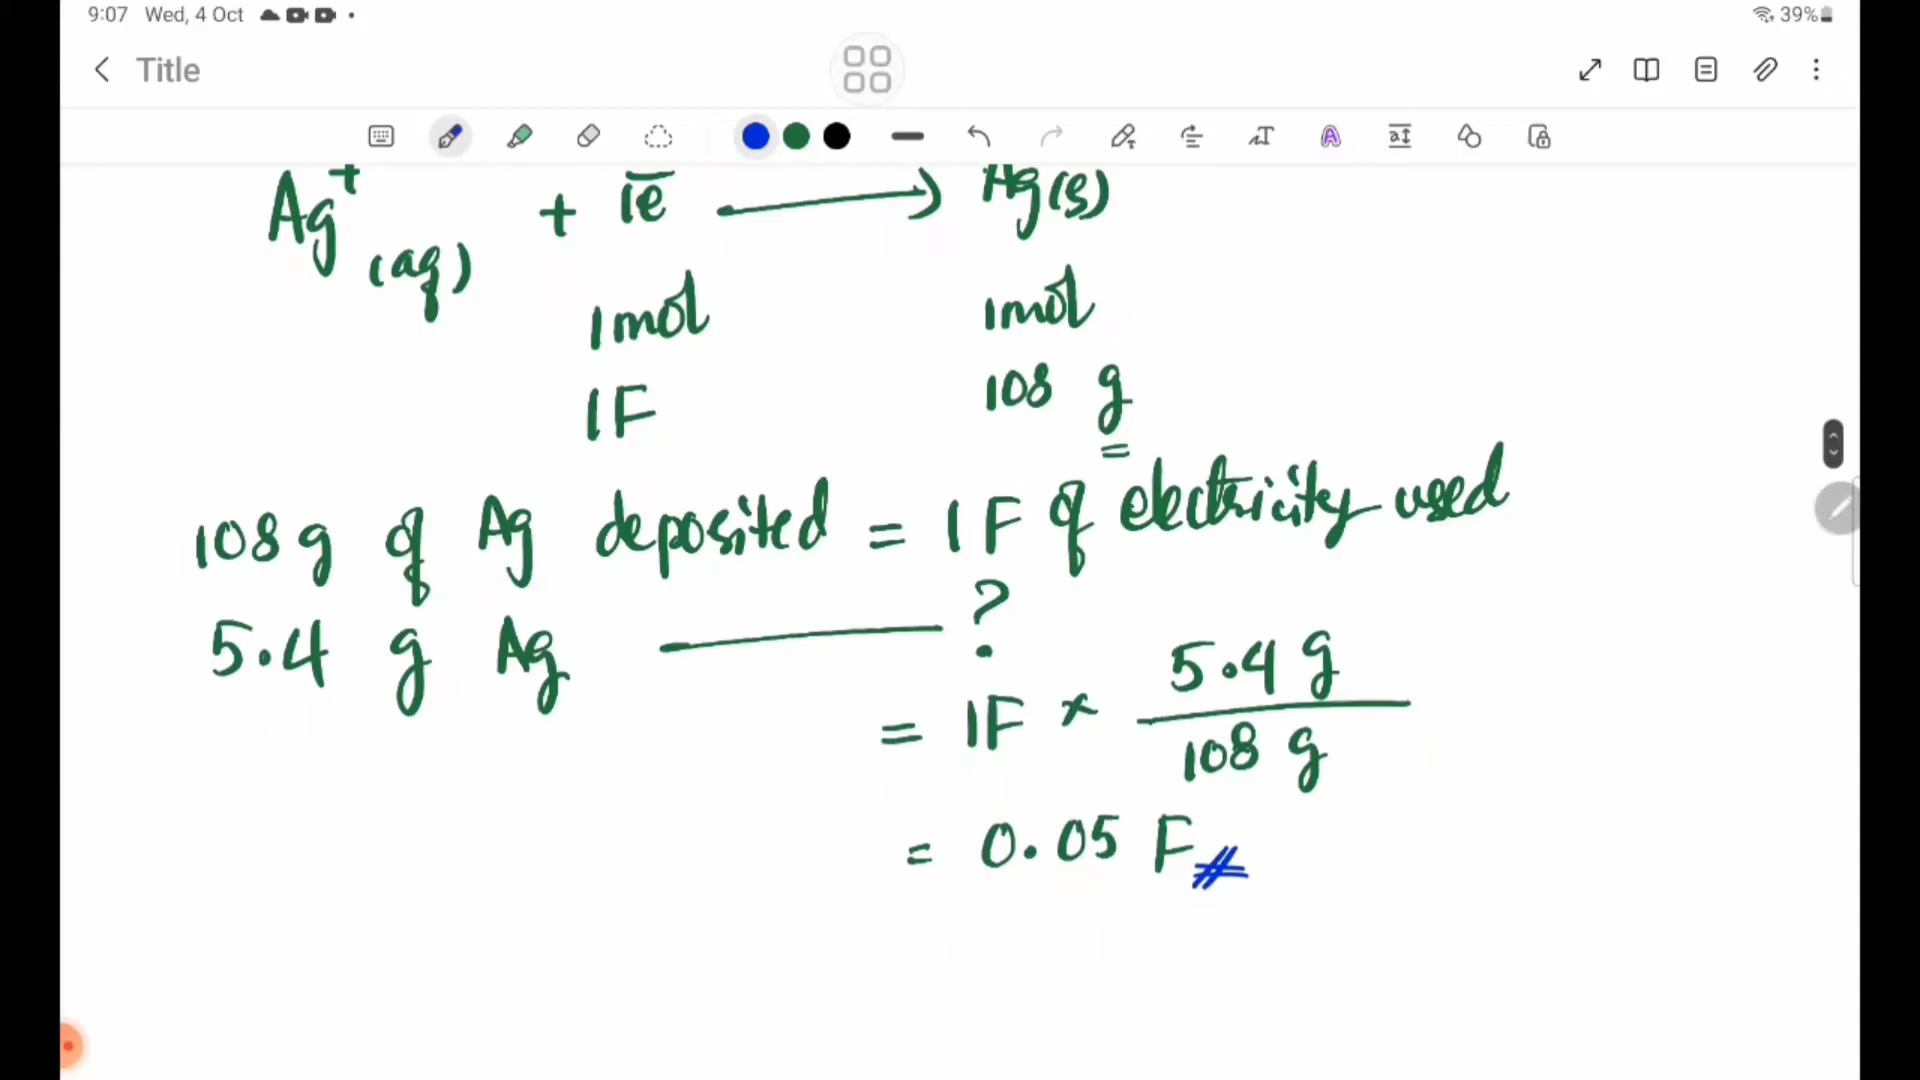 9:07 Wed, 4 Oct
39%
Title
Ag⁺(aq) + 1e⁻ ⟶ Ag(s)
1mol 1mol
1F 108 g
108 g of Ag deposited = 1F of electricity used
5.4 g Ag ——— ?
= 1F × 5.4 g / 108 g
= 0.05 F